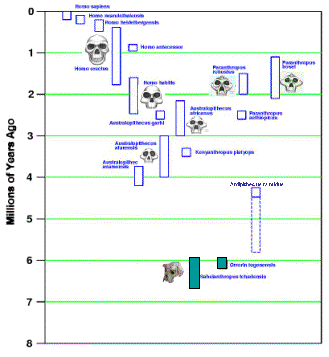 Homo sapiens
Homo neanderthalensis
Homo heidelbergensis
Homo antecessor
Homo erectus
Homo habilis
Paranthropus
robustus
Paranthropus
boisei
Australopithecus garhi
Australopithecus
africanus
Paranthropus
aethiopicus
Australopithecus
afarensis
Kenyanthropus platyops
Australopithec
anamensis
Ardipithecus ramidus
Orrorin tugenensis
Sahelanthropus tchadensis
Millions of Years Ago
0
1
2
3
4
5
6
7
8